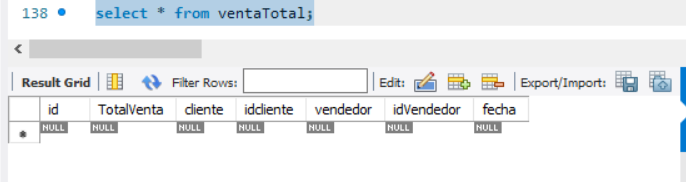 138 select * from ventaTotal;
Result Grid Filter Rows: Edit: Export/Import:
id TotalVenta cliente idcliente vendedor idVendedor fecha
* NULL NULL NULL NULL NULL NULL NULL